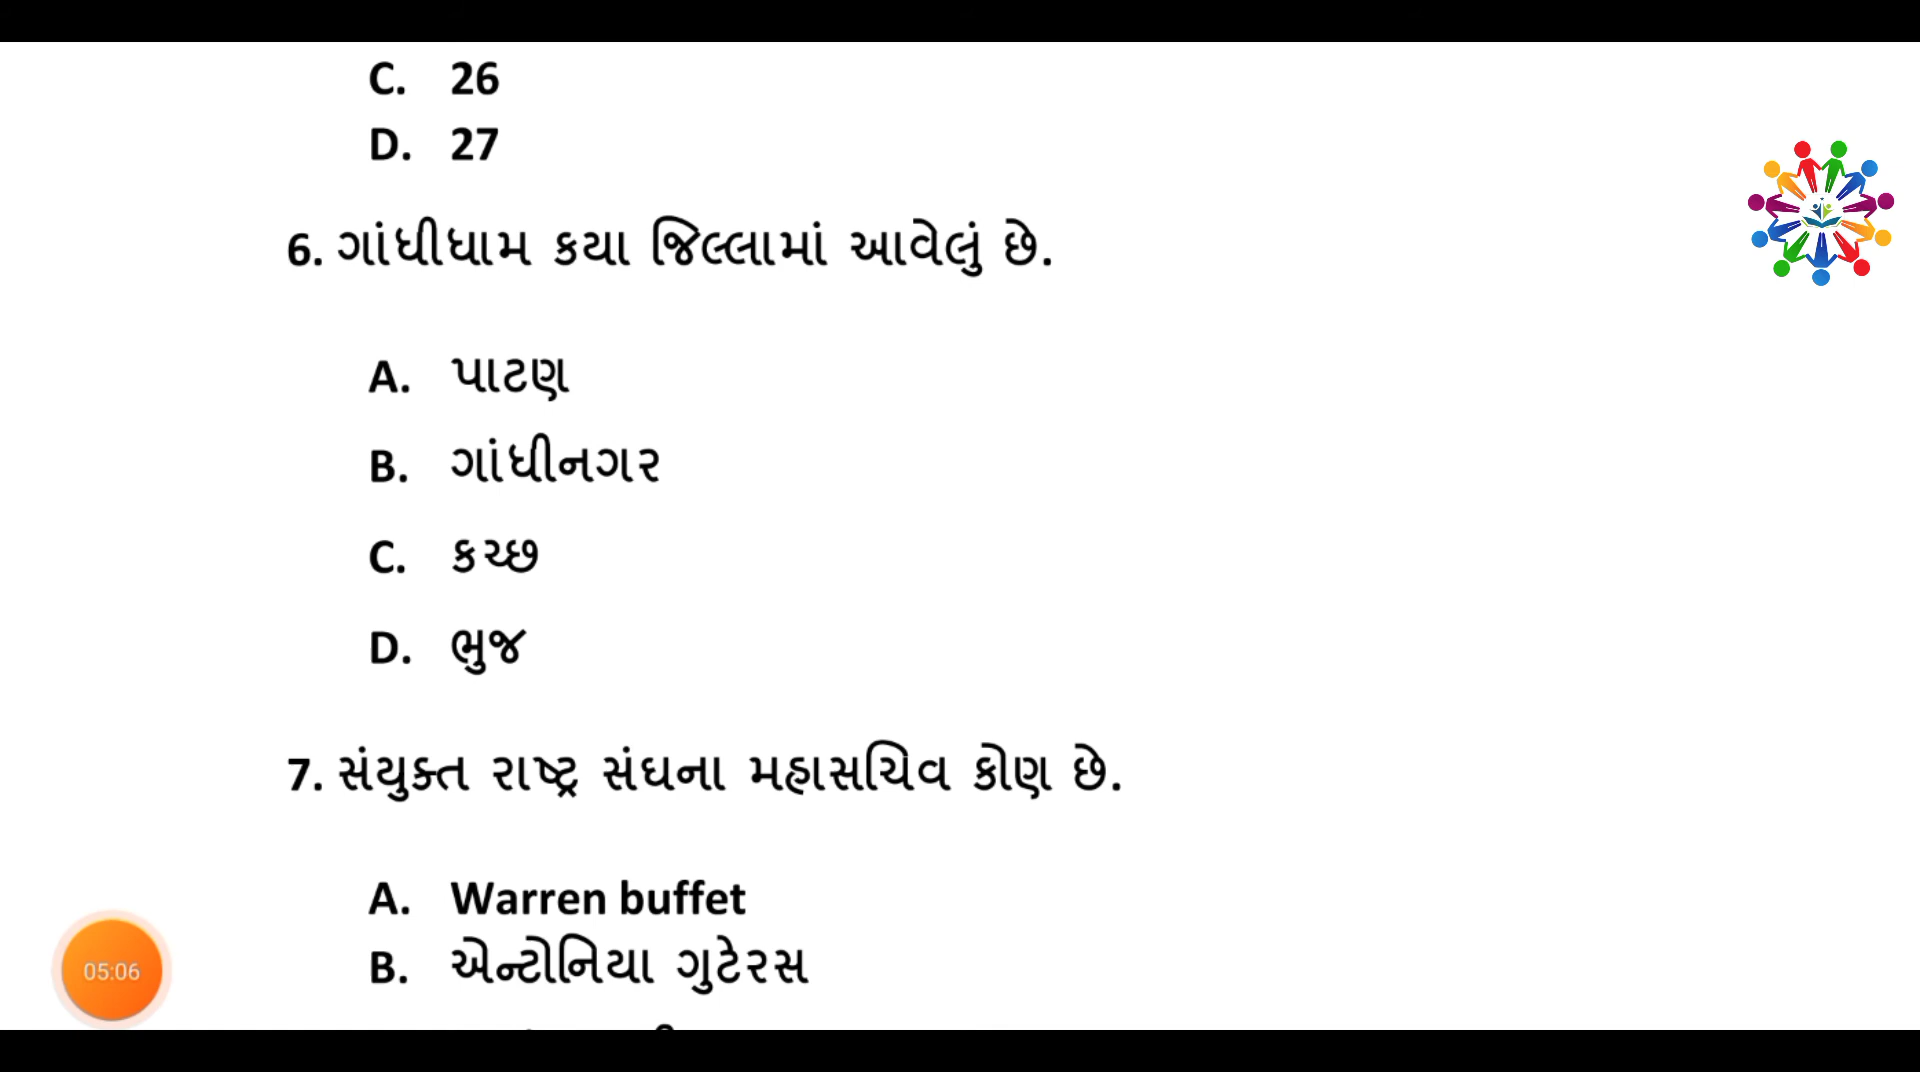 C. 26
D. 27
6. ગાંધીધામ કયા જિલ્લામાં આવેલું છે.
A. પાટણ
B. ગાંધીનગર
C. કચ્છ
D. ભુજ
7. સંયુક્ત રાષ્ટ્ર સંઘના મહાસચિવ કોણ છે.
A. Warren buffet
B. એન્ટોનિયા ગુટેરસ
05:06